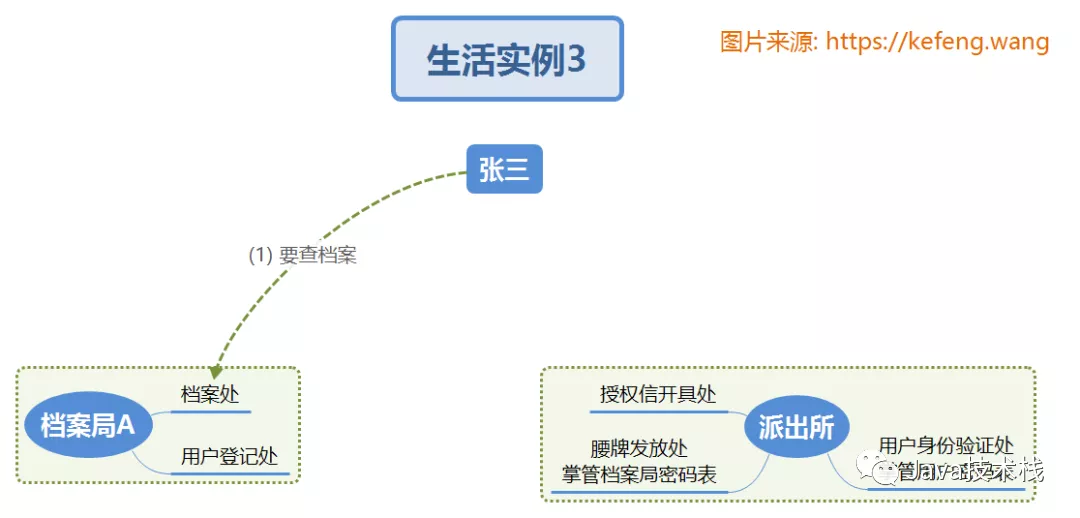 生活实例3
图片来源: https://kefeng.wang
张三
(1) 要查档案
档案局A
档案处
用户登记处
授权信开具处
腰牌发放处
掌管档案局密码表
派出所
用户身份验证处
Java技术栈